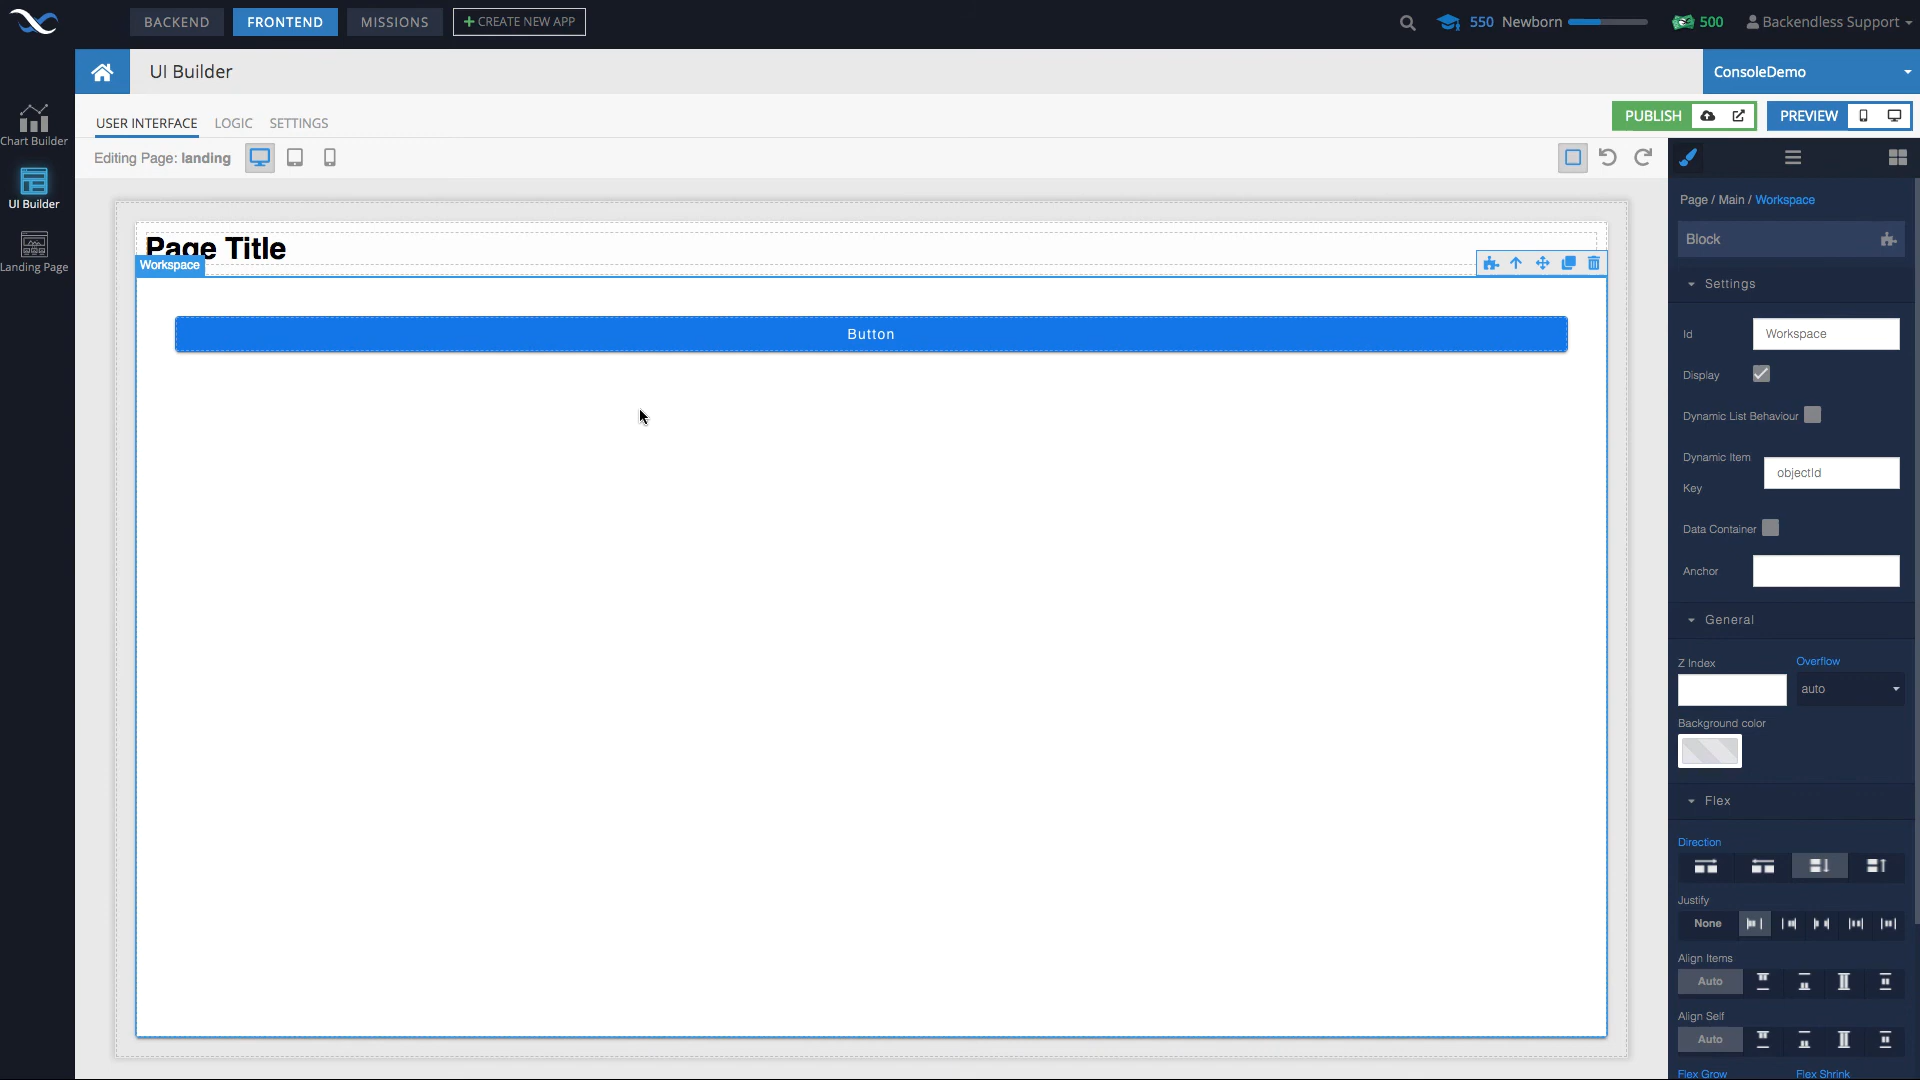 BACKEND
FRONTEND
MISSIONS
+ CREATE NEW APP
550 Newborn
500
Backendless Support
UI Builder
ConsoleDemo
USER INTERFACE
LOGIC
SETTINGS
PUBLISH
PREVIEW
Chart Builder
UI Builder
Landing Page
Editing Page: landing
Page Title
Workspace
Button
Page / Main / Workspace
Block
Settings
Id
Workspace
Display
Dynamic List Behaviour
Dynamic Item Key
objectId
Data Container
Anchor
General
Z Index
Overflow
auto
Background color
Flex
Direction
Justify
None
Align Items
Auto
Align Self
Auto
Flex Grow
Flex Shrink